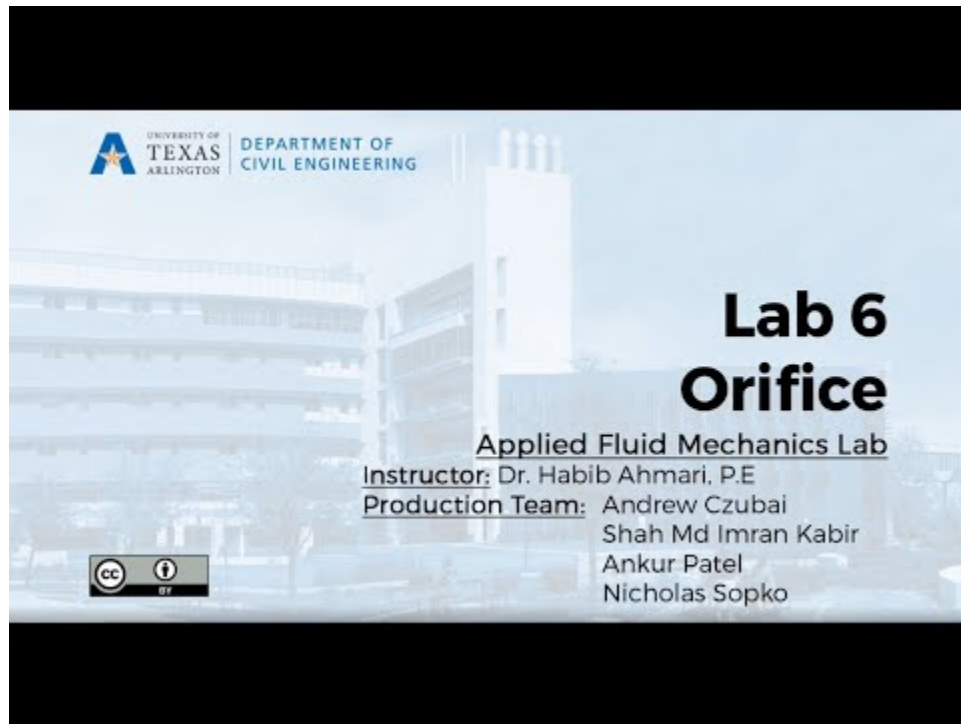 UNIVERSITY OF
TEXAS
ARLINGTON
DEPARTMENT OF
CIVIL ENGINEERING
Lab 6
Orifice
Applied Fluid Mechanics Lab
Instructor: Dr. Habib Ahmari, P.E
Production Team: Andrew Czubai
Shah Md Imran Kabir
Ankur Patel
Nicholas Sopko
cc
BY